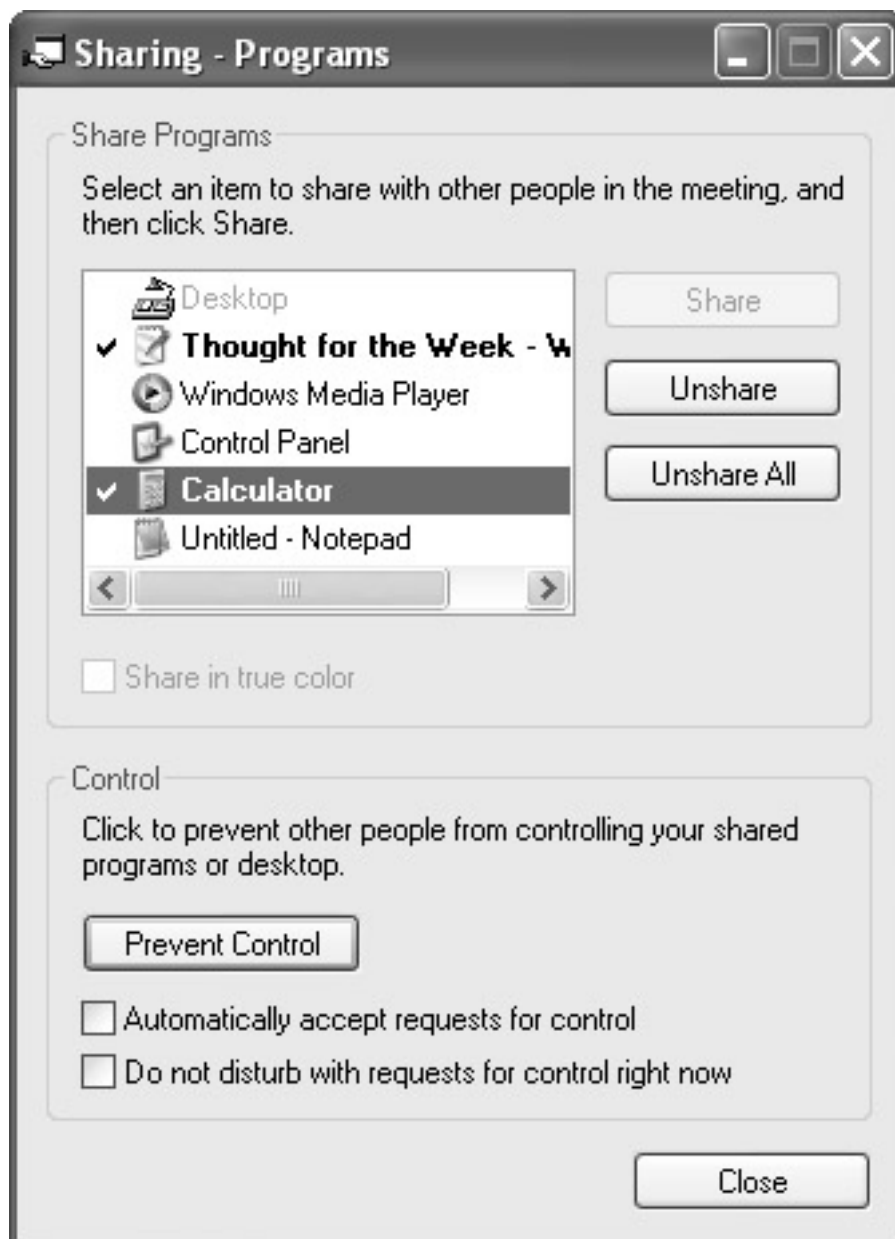 Sharing - Programs
Share Programs
Select an item to share with other people in the meeting, and
then click Share.
Desktop
Share
Thought for the Week - W
Windows Media Player
Unshare
Control Panel
Calculator
Unshare All
Untitled - Notepad
Share in true color
Control
Click to prevent other people from controlling your shared
programs or desktop.
Prevent Control
Automatically accept requests for control
Do not disturb with requests for control right now
Close